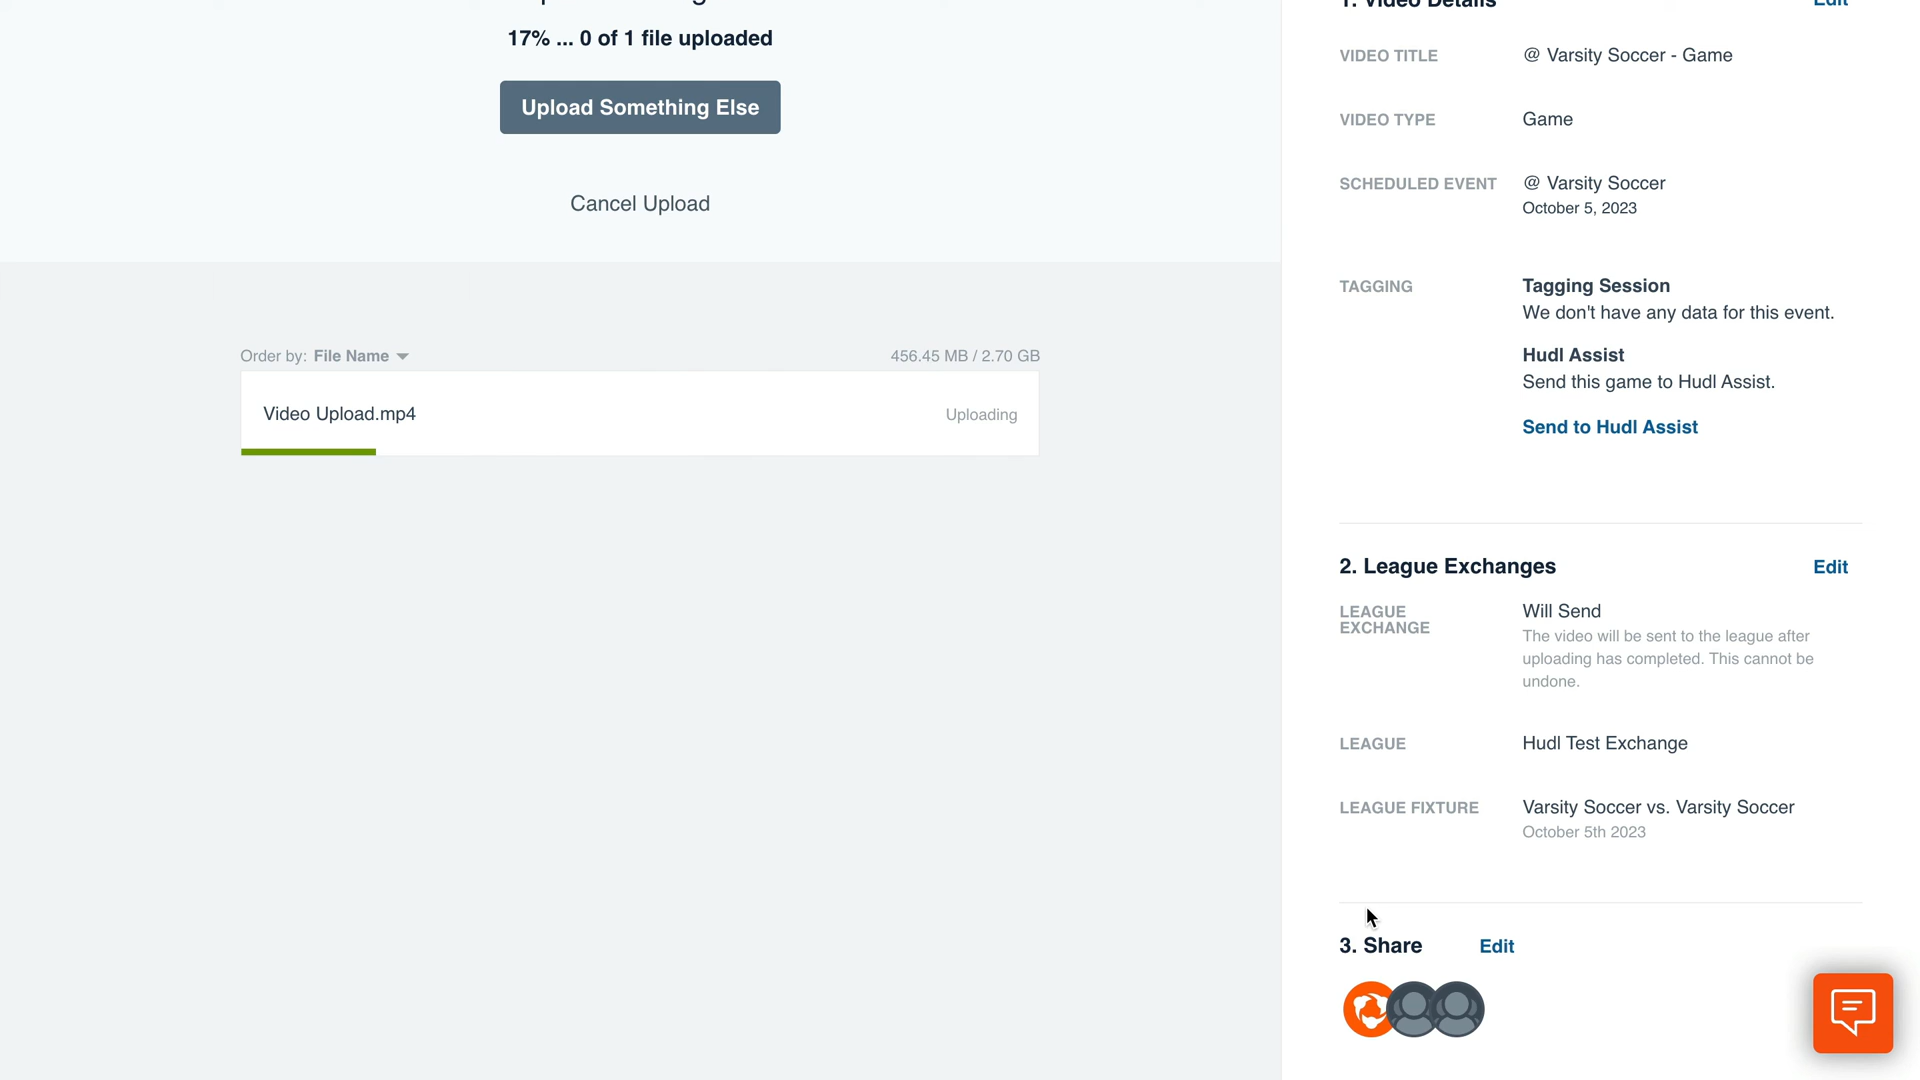 17% ... 0 of 1 file uploaded
Upload Something Else
Cancel Upload
Order by: File Name
456.45 MB / 2.70 GB
Video Upload.mp4
Uploading
1. Video Details
Edit
VIDEO TITLE
@ Varsity Soccer - Game
VIDEO TYPE
Game
SCHEDULED EVENT
@ Varsity Soccer
October 5, 2023
TAGGING
Tagging Session
We don't have any data for this event.
Hudl Assist
Send this game to Hudl Assist.
Send to Hudl Assist
2. League Exchanges
Edit
LEAGUE
EXCHANGE
Will Send
The video will be sent to the league after
uploading has completed. This cannot be
undone.
LEAGUE
Hudl Test Exchange
LEAGUE FIXTURE
Varsity Soccer vs. Varsity Soccer
October 5th 2023
3. Share
Edit